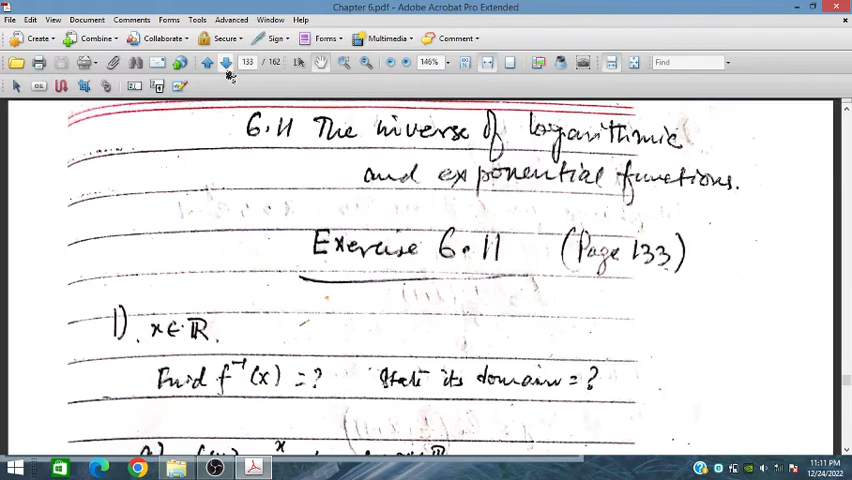 Chapter 6.pdf - Adobe Acrobat Pro Extended
File Edit View Document Comments Forms Tools Advanced Window Help
Create Combine Collaborate Secure Sign Forms Multimedia Comment
133 / 162 146% Find
6.11 The inverse of logarithmic
and exponential functions.
Exercise 6.11 (Page 133)
1) x∈ℝ.
Find f⁻¹(x) = ? State its domain = ?
11:11 PM
12/24/2022